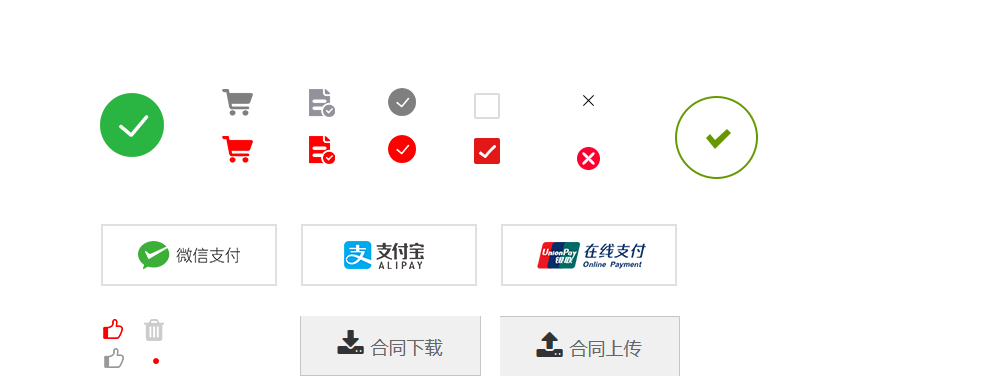 微信支付
支付宝
ALIPAY
UnionPay
银联
在线支付
Online Payment
合同下载
合同上传